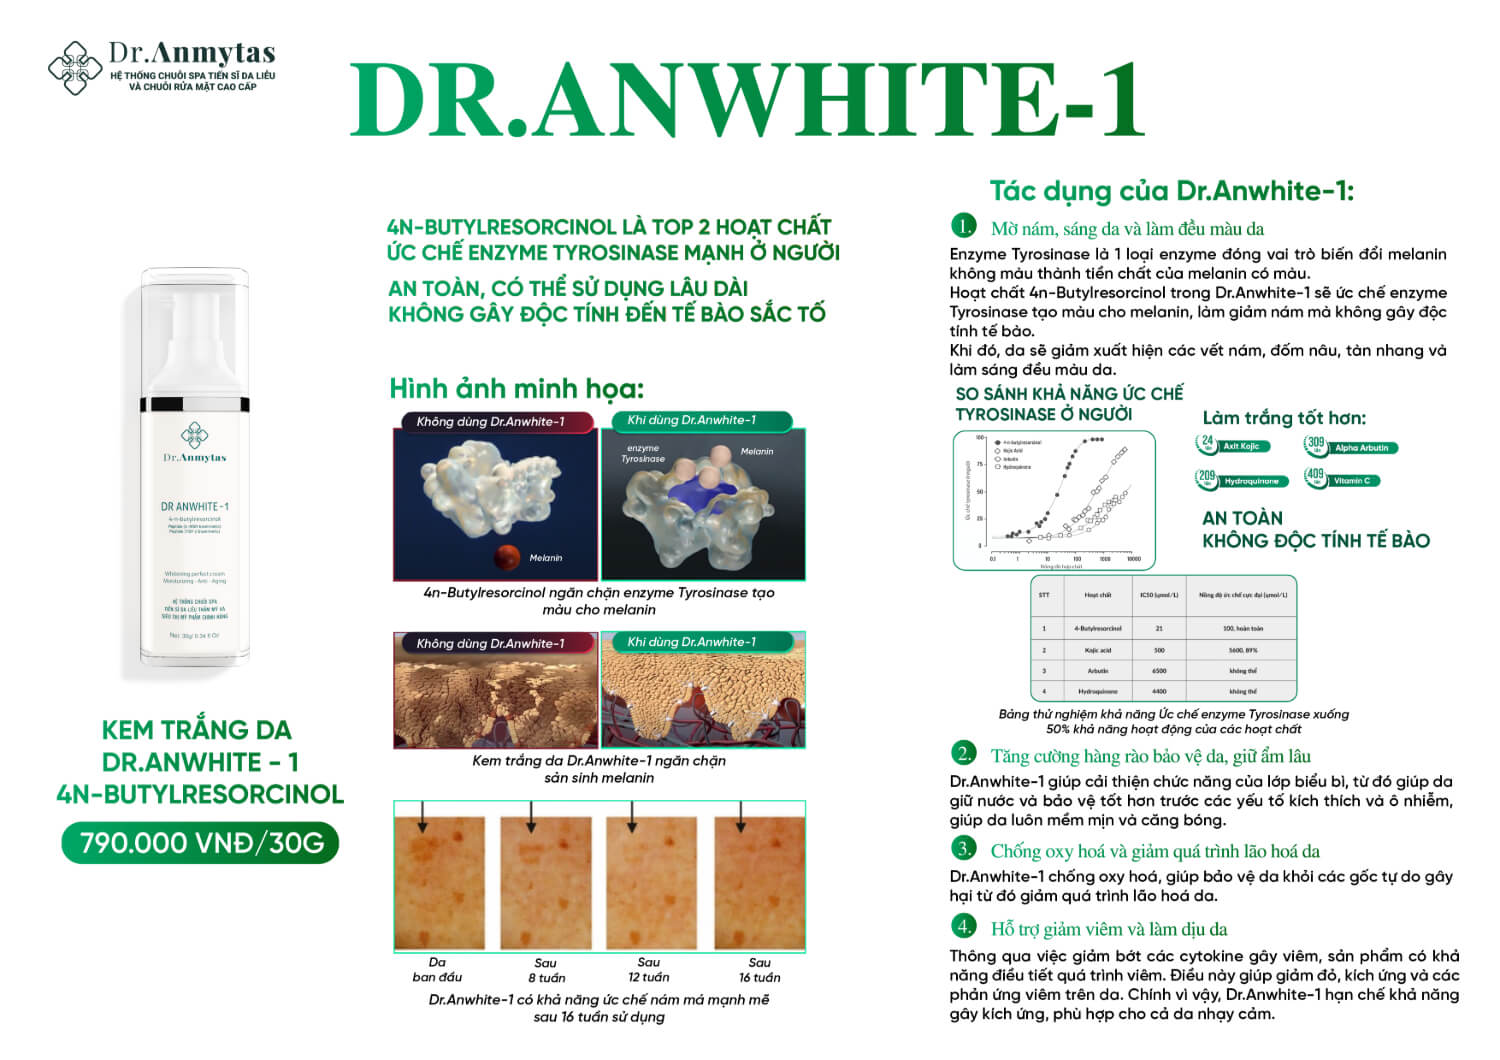 Dr.Anmytas
HỆ THỐNG CHUỖI SPA TIẾN SĨ DA LIỄU
VÀ CHUỖI RỬA MẶT CAO CẤP
DR.ANWHITE-1
4N-BUTYLRESORCINOL LÀ TOP 2 HOẠT CHẤT
ỨC CHẾ ENZYME TYROSINASE MẠNH Ở NGƯỜI
AN TOÀN, CÓ THỂ SỬ DỤNG LÂU DÀI
KHÔNG GÂY ĐỘC TÍNH ĐẾN TẾ BÀO SẮC TỐ
Dr.Anmytas
DR ANWHITE-1
4-n-Butylresorcinol
Whitening perfect cream
Moisturizing - Anti - Aging
HỆ THỐNG CHUỖI SPA
TIẾN SĨ DA LIỄU THẨM MỸ VÀ
SIÊU THỊ MỸ PHẨM CHÍNH HÃNG
KEM TRẮNG DA
DR.ANWHITE - 1
4N-BUTYLRESORCINOL
790.000 VNĐ/30G
Hình ảnh minh họa:
Không dùng Dr.Anwhite-1
Khi dùng Dr.Anwhite-1
enzyme
Tyrosinase
Melanin
Melanin
4n-Butylresorcinol ngăn chặn enzyme Tyrosinase tạo
màu cho melanin
Không dùng Dr.Anwhite-1
Khi dùng Dr.Anwhite-1
Kem trắng da Dr.Anwhite-1 ngăn chặn
sản sinh melanin
Da
ban đầu
Sau
8 tuần
Sau
12 tuần
Sau
16 tuần
Dr.Anwhite-1 có khả năng ức chế nám má mạnh mẽ
sau 16 tuần sử dụng
Tác dụng của Dr.Anwhite-1:
1. Mờ nám, sáng da và làm đều màu da
Enzyme Tyrosinase là 1 loại enzyme đóng vai trò biến đổi melanin
không màu thành tiền chất của melanin có màu.
Hoạt chất 4n-Butylresorcinol trong Dr.Anwhite-1 sẽ ức chế enzyme
Tyrosinase tạo màu cho melanin, làm giảm nám mà không gây độc
tính tế bào.
Khi đó, da sẽ giảm xuất hiện các vết nám, đốm nâu, tàn nhang và
làm sáng đều màu da.
SO SÁNH KHẢ NĂNG ỨC CHẾ
TYROSINASE Ở NGƯỜI
4-n-butylresorcinol
Kojic Acid
Arbutin
Hydroquinone
100
75
50
25
0
0.1 1 10 100 1000 10000
Nồng độ hợp chất
Làm trắng tốt hơn:
24 lần Axit Kojic
309 lần Alpha Arbutin
209 lần Hydroquinone
409 lần Vitamin C
AN TOÀN
KHÔNG ĐỘC TÍNH TẾ BÀO
STT Hoạt chất IC50 (μmol/L) Nồng độ ức chế cực đại (μmol/L)
1 4-Butylresorcinol 21 100, hoàn toàn
2 Kojic acid 500 5600, 89%
3 Arbutin 6500 không thể
4 Hydroquinone 4400 không thể
Bảng thử nghiệm khả năng Ức chế enzyme Tyrosinase xuống
50% khả năng hoạt động của các hoạt chất
2. Tăng cường hàng rào bảo vệ da, giữ ẩm lâu
Dr.Anwhite-1 giúp cải thiện chức năng của lớp biểu bì, từ đó giúp da
giữ nước và bảo vệ tốt hơn trước các yếu tố kích thích và ô nhiễm,
giúp da luôn mềm mịn và căng bóng.
3. Chống oxy hoá và giảm quá trình lão hoá da
Dr.Anwhite-1 chống oxy hoá, giúp bảo vệ da khỏi các gốc tự do gây
hại từ đó giảm quá trình lão hoá da.
4. Hỗ trợ giảm viêm và làm dịu da
Thông qua việc giảm bớt các cytokine gây viêm, sản phẩm có khả
năng điều tiết quá trình viêm. Điều này giúp giảm đỏ, kích ứng và các
phản ứng viêm trên da. Chính vì vậy, Dr.Anwhite-1 hạn chế khả năng
gây kích ứng, phù hợp cho cả da nhạy cảm.